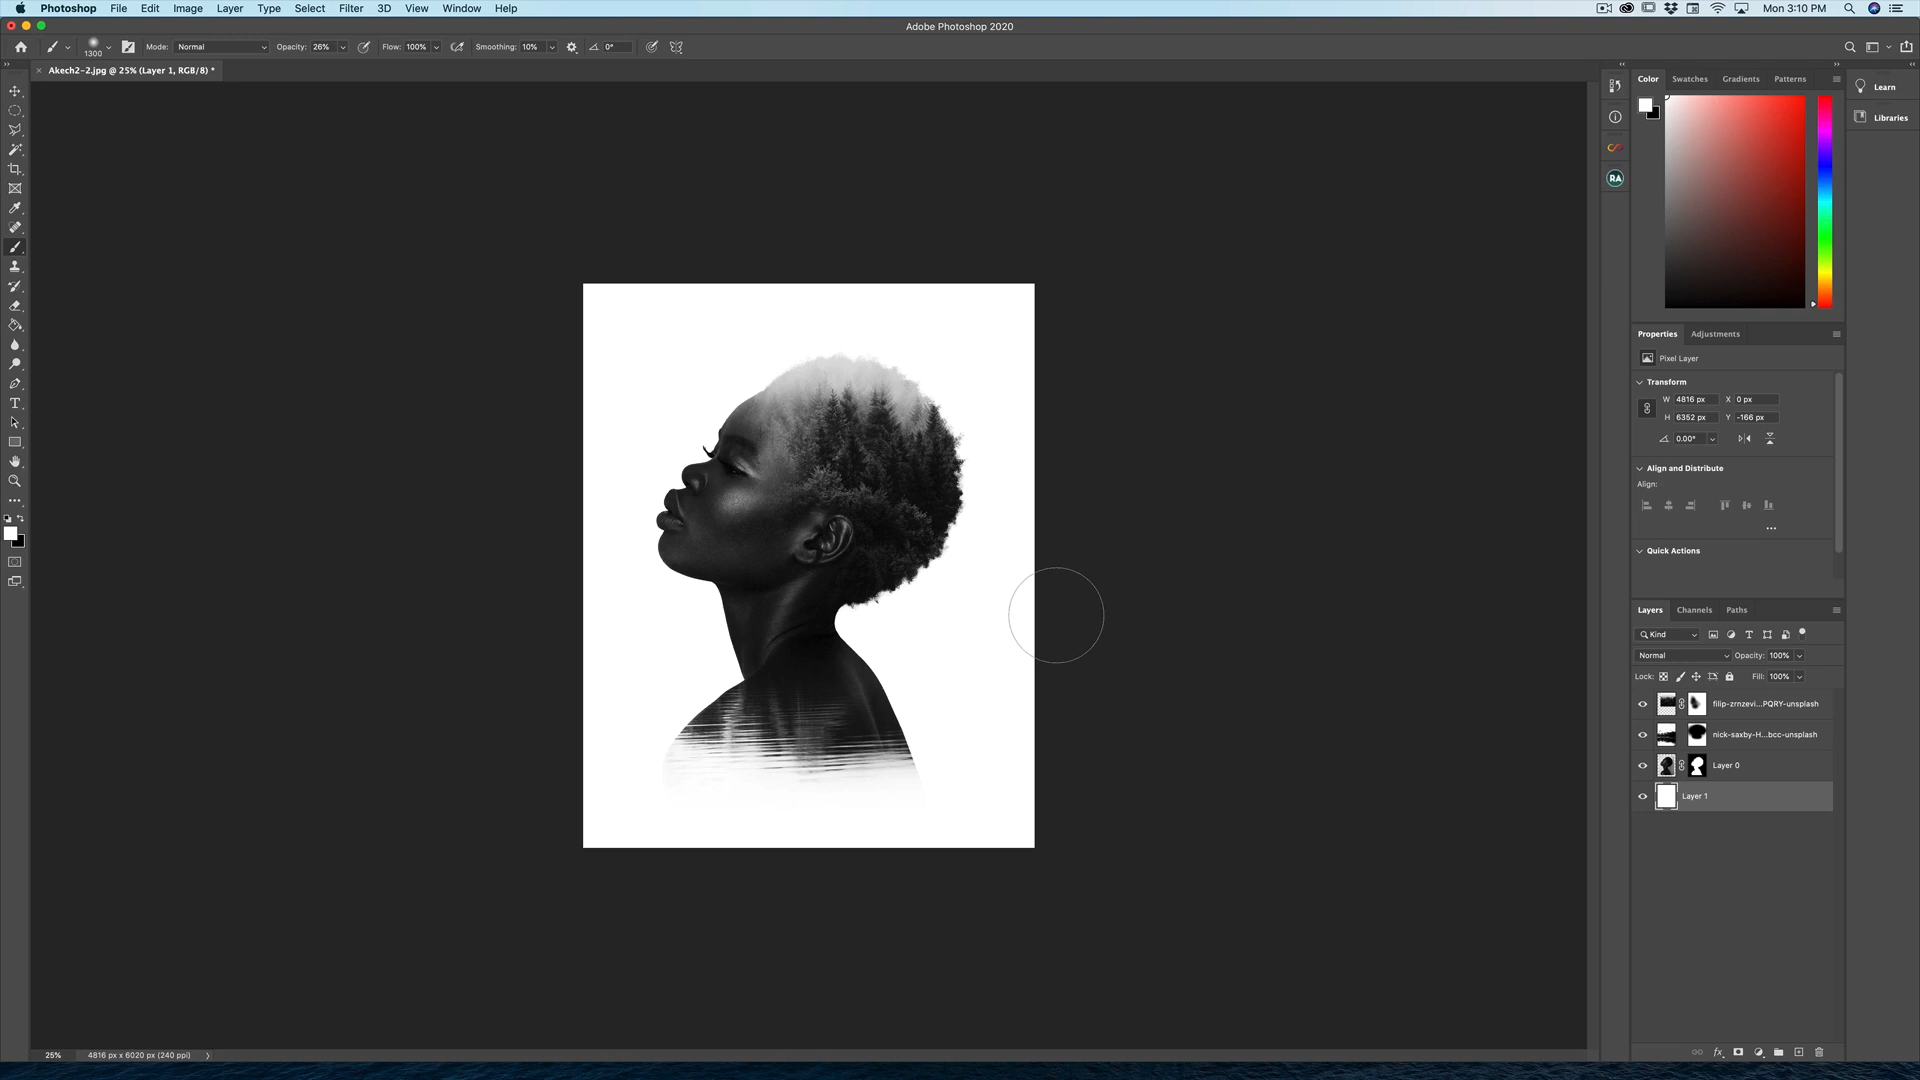 Photoshop File Edit Image Layer Type Select Filter 3D View Window Help Mon 3:10 PM
Adobe Photoshop 2020
1300 Mode: Normal Opacity: 26% Flow: 100% Smoothing: 10% 0°
Akech2-2.jpg @ 25% (Layer 1, RGB/8) *
Color Swatches Gradients Patterns
Learn
Libraries
RA
Properties Adjustments
Pixel Layer
Transform
W 4816 px X 0 px
H 6352 px Y -166 px
0.00°
Align and Distribute
Align:
Quick Actions
Layers Channels Paths
Kind
Normal Opacity: 100%
Lock: Fill: 100%
filip-zrnzevi...PQRY-unsplash
nick-saxby-H...bcc-unsplash
Layer 0
Layer 1
fx
25% 4816 px x 6020 px (240 ppi)